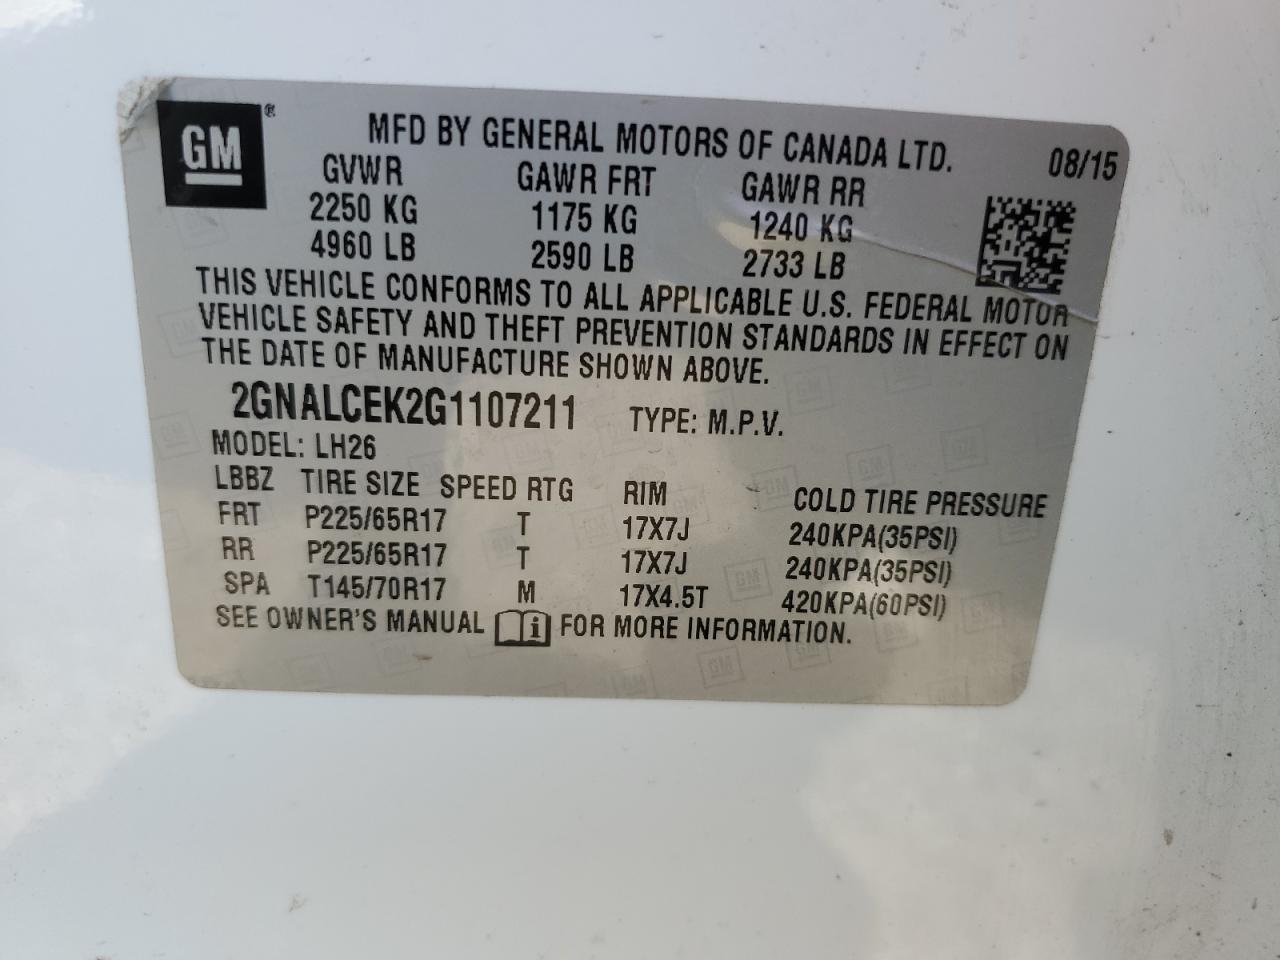 GM®
MFD BY GENERAL MOTORS OF CANADA LTD. 08/15
GVWR GAWR FRT GAWR RR
2250 KG 1175 KG 1240 KG
4960 LB 2590 LB 2733 LB
THIS VEHICLE CONFORMS TO ALL APPLICABLE U.S. FEDERAL MOTOR
VEHICLE SAFETY AND THEFT PREVENTION STANDARDS IN EFFECT ON
THE DATE OF MANUFACTURE SHOWN ABOVE.
2GNALCEK2G1107211 TYPE: M.P.V.
MODEL: LH26
LBBZ TIRE SIZE SPEED RTG RIM COLD TIRE PRESSURE
FRT P225/65R17 T 17X7J 240KPA(35PSI)
RR P225/65R17 T 17X7J 240KPA(35PSI)
SPA T145/70R17 M 17X4.5T 420KPA(60PSI)
SEE OWNER'S MANUAL i FOR MORE INFORMATION.